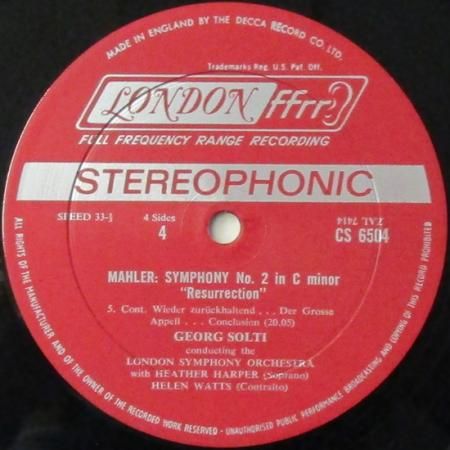 MADE IN ENGLAND BY THE DECCA RECORD CO. LTD.
Trademarks Reg. U.S. Pat. Off.
LONDON ffrr
FULL FREQUENCY RANGE RECORDING
STEREOPHONIC
SPEED 33-⅓
4 Sides
4
ZAL 7414
CS 6504
MAHLER: SYMPHONY No. 2 in C minor
"Resurrection"
5. Cont. Wieder zurückhaltend . . . Der Grosse
Appell . . . Conclusion (20.05)
GEORG SOLTI
conducting the
LONDON SYMPHONY ORCHESTRA
with HEATHER HARPER (Soprano)
HELEN WATTS (Contralto)
ALL RIGHTS OF THE MANUFACTURER AND OF THE OWNER OF THE RECORDED WORK RESERVED - UNAUTHORISED PUBLIC PERFORMANCE BROADCASTING AND COPYING OF THIS RECORD PROHIBITED